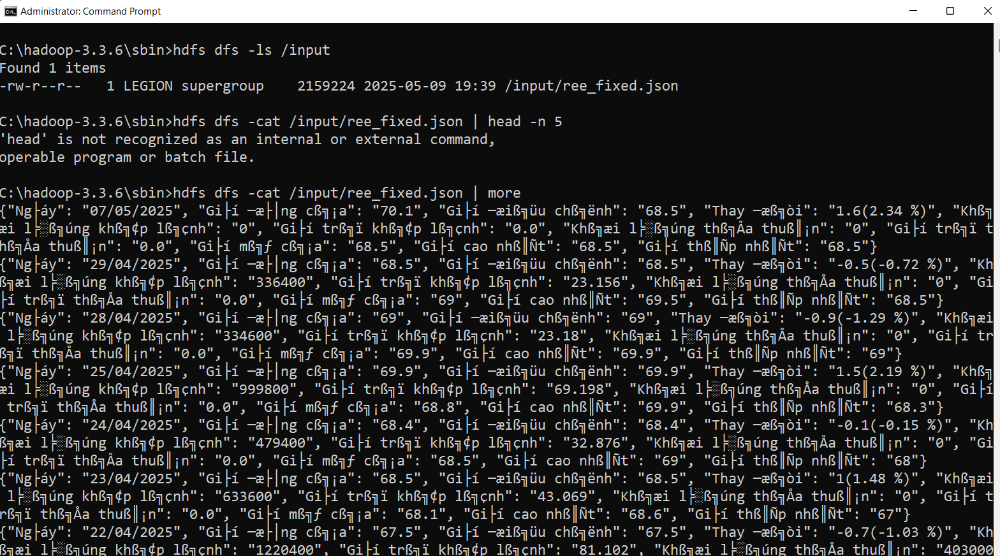 Administrator: Command Prompt
C:\hadoop-3.3.6\sbin>hdfs dfs -ls /input
Found 1 items
-rw-r--r--   1 LEGION supergroup    2159224 2025-05-09 19:39 /input/ree_fixed.json
C:\hadoop-3.3.6\sbin>hdfs dfs -cat /input/ree_fixed.json | head -n 5
'head' is not recognized as an internal or external command,
operable program or batch file.
C:\hadoop-3.3.6\sbin>hdfs dfs -cat /input/ree_fixed.json | more
{"Ng├áy": "07/05/2025", "Gi├í ─æ├│ng cß╗¡a": "70.1", "Gi├í ─æiß╗üu chß╗ënh": "68.5", "Thay ─æß╗òi": "1.6(2.34 %)", "Khß╗
æi l╞░ß╗úng khß╗¢p lß╗çnh": "0", "Gi├í trß╗ï khß╗¢p lß╗çnh": "0.0", "Khß╗æi l╞░ß╗úng thß╗Åa thuß║¡n": "0", "Gi├í trß╗ï t
hß╗Åa thuß║¡n": "0.0", "Gi├í mß╗ƒ cß╗¡a": "68.5", "Gi├í cao nhß║Ñt": "68.5", "Gi├í thß║Ñp nhß║Ñt": "68.5"}
{"Ng├áy": "29/04/2025", "Gi├í ─æ├│ng cß╗¡a": "68.5", "Gi├í ─æiß╗üu chß╗ënh": "68.5", "Thay ─æß╗òi": "-0.5(-0.72 %)", "Kh
ß╗æi l╞░ß╗úng khß╗¢p lß╗çnh": "336400", "Gi├í trß╗ï khß╗¢p lß╗çnh": "23.156", "Khß╗æi l╞░ß╗úng thß╗Åa thuß║¡n": "0", "Gi
├í trß╗ï thß╗Åa thuß║¡n": "0.0", "Gi├í mß╗ƒ cß╗¡a": "69", "Gi├í cao nhß║Ñt": "69.5", "Gi├í thß║Ñp nhß║Ñt": "68.5"}
{"Ng├áy": "28/04/2025", "Gi├í ─æ├│ng cß╗¡a": "69", "Gi├í ─æiß╗üu chß╗ënh": "69", "Thay ─æß╗òi": "-0.9(-1.29 %)", "Khß╗æi
 l╞░ß╗úng khß╗¢p lß╗çnh": "334600", "Gi├í trß╗ï khß╗¢p lß╗çnh": "23.18", "Khß╗æi l╞░ß╗úng thß╗Åa thuß║¡n": "0", "Gi├í tr
ß╗ï thß╗Åa thuß║¡n": "0.0", "Gi├í mß╗ƒ cß╗¡a": "69.9", "Gi├í cao nhß║Ñt": "69.9", "Gi├í thß║Ñp nhß║Ñt": "69"}
{"Ng├áy": "25/04/2025", "Gi├í ─æ├│ng cß╗¡a": "69.9", "Gi├í ─æiß╗üu chß╗ënh": "69.9", "Thay ─æß╗òi": "1.5(2.19 %)", "Khß╗
æi l╞░ß╗úng khß╗¢p lß╗çnh": "999800", "Gi├í trß╗ï khß╗¢p lß╗çnh": "69.198", "Khß╗æi l╞░ß╗úng thß╗Åa thuß║¡n": "0", "Gi├í
 trß╗ï thß╗Åa thuß║¡n": "0.0", "Gi├í mß╗ƒ cß╗¡a": "68.8", "Gi├í cao nhß║Ñt": "69.9", "Gi├í thß║Ñp nhß║Ñt": "68.3"}
{"Ng├áy": "24/04/2025", "Gi├í ─æ├│ng cß╗¡a": "68.4", "Gi├í ─æiß╗üu chß╗ënh": "68.4", "Thay ─æß╗òi": "-0.1(-0.15 %)", "Kh
ß╗æi l╞░ß╗úng khß╗¢p lß╗çnh": "479400", "Gi├í trß╗ï khß╗¢p lß╗çnh": "32.876", "Khß╗æi l╞░ß╗úng thß╗Åa thuß║¡n": "0", "Gi
├í trß╗ï thß╗Åa thuß║¡n": "0.0", "Gi├í mß╗ƒ cß╗¡a": "68.5", "Gi├í cao nhß║Ñt": "69", "Gi├í thß║Ñp nhß║Ñt": "68"}
{"Ng├áy": "23/04/2025", "Gi├í ─æ├│ng cß╗¡a": "68.5", "Gi├í ─æiß╗üu chß╗ënh": "68.5", "Thay ─æß╗òi": "1(1.48 %)", "Khß╗æi
 l╞░ß╗úng khß╗¢p lß╗çnh": "633600", "Gi├í trß╗ï khß╗¢p lß╗çnh": "43.069", "Khß╗æi l╞░ß╗úng thß╗Åa thuß║¡n": "0", "Gi├í t
rß╗ï thß╗Åa thuß║¡n": "0.0", "Gi├í mß╗ƒ cß╗¡a": "68.1", "Gi├í cao nhß║Ñt": "68.6", "Gi├í thß║Ñp nhß║Ñt": "67"}
{"Ng├áy": "22/04/2025", "Gi├í ─æ├│ng cß╗¡a": "67.5", "Gi├í ─æiß╗üu chß╗ënh": "67.5", "Thay ─æß╗òi": "-0.7(-1.03 %)", "Kh
ß╗æi l╞░ß╗úng khß╗¢p lß╗çnh": "1220400", "Gi├í trß╗ï khß╗¢p lß╗çnh": "81.102", "Khß╗æi l╞░ß╗úng thß╗Åa thuß║¡n": "403000